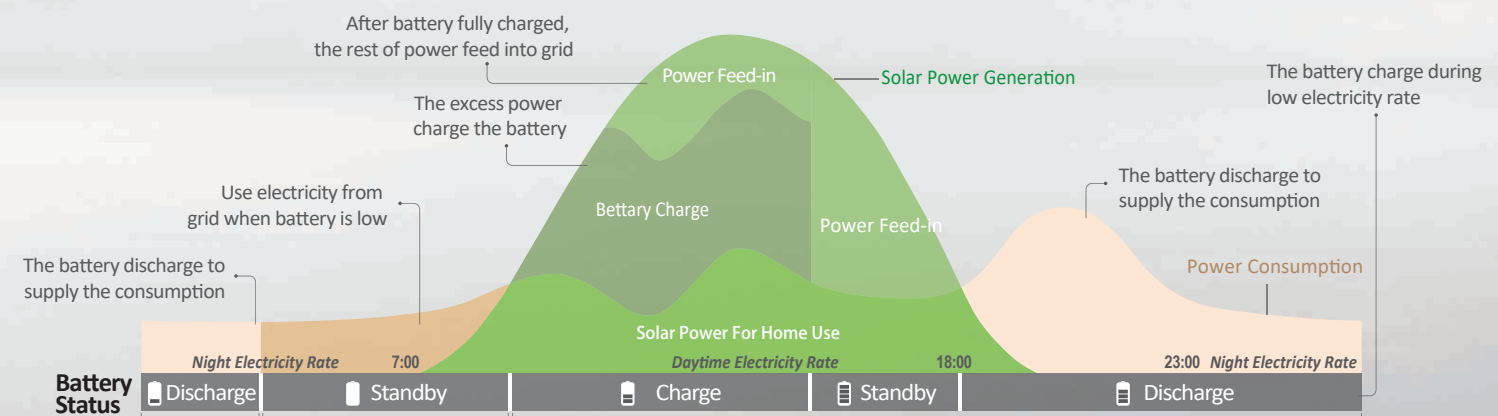 After battery fully charged,
the rest of power feed into grid
Power Feed-in
Solar Power Generation
The battery charge during
low electricity rate
The excess power
charge the battery
Use electricity from
grid when battery is low
Bettary Charge
The battery discharge to
supply the consumption
Power Feed-in
The battery discharge to
supply the consumption
Power Consumption
Solar Power For Home Use
Night Electricity Rate 7:00 Daytime Electricity Rate 18:00 23:00 Night Electricity Rate
Battery
Status
Discharge Standby Charge Standby Discharge